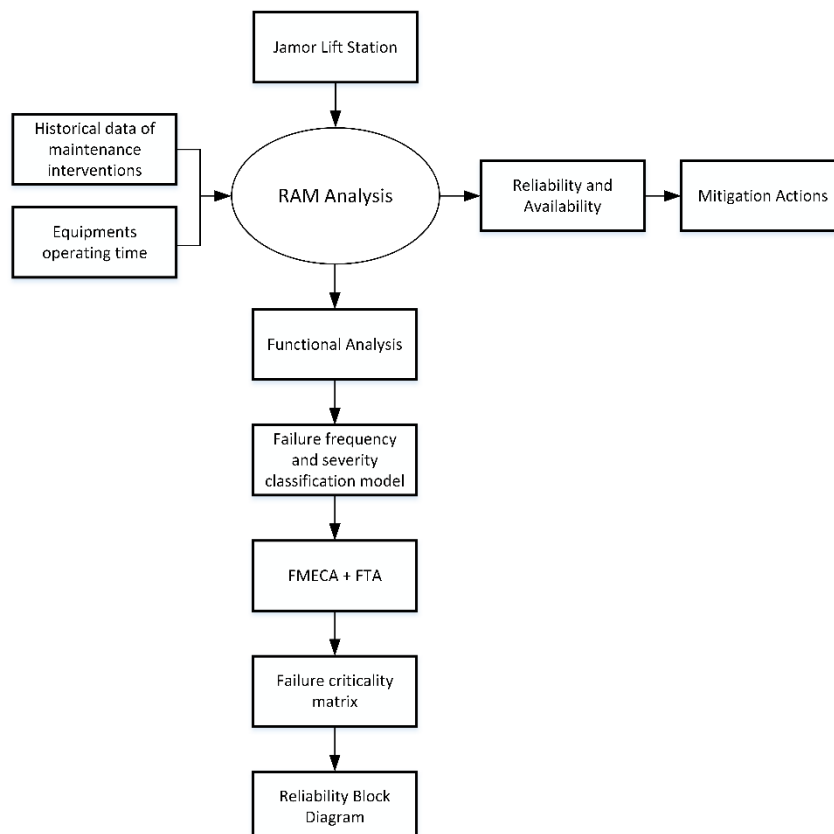 Jamor Lift Station
Historical data of
maintenance
interventions
Equipments
operating time
RAM Analysis
Reliability and
Availability
Mitigation Actions
Functional Analysis
Failure frequency
and severity
classification model
FMECA + FTA
Failure criticality
matrix
Reliability Block
Diagram